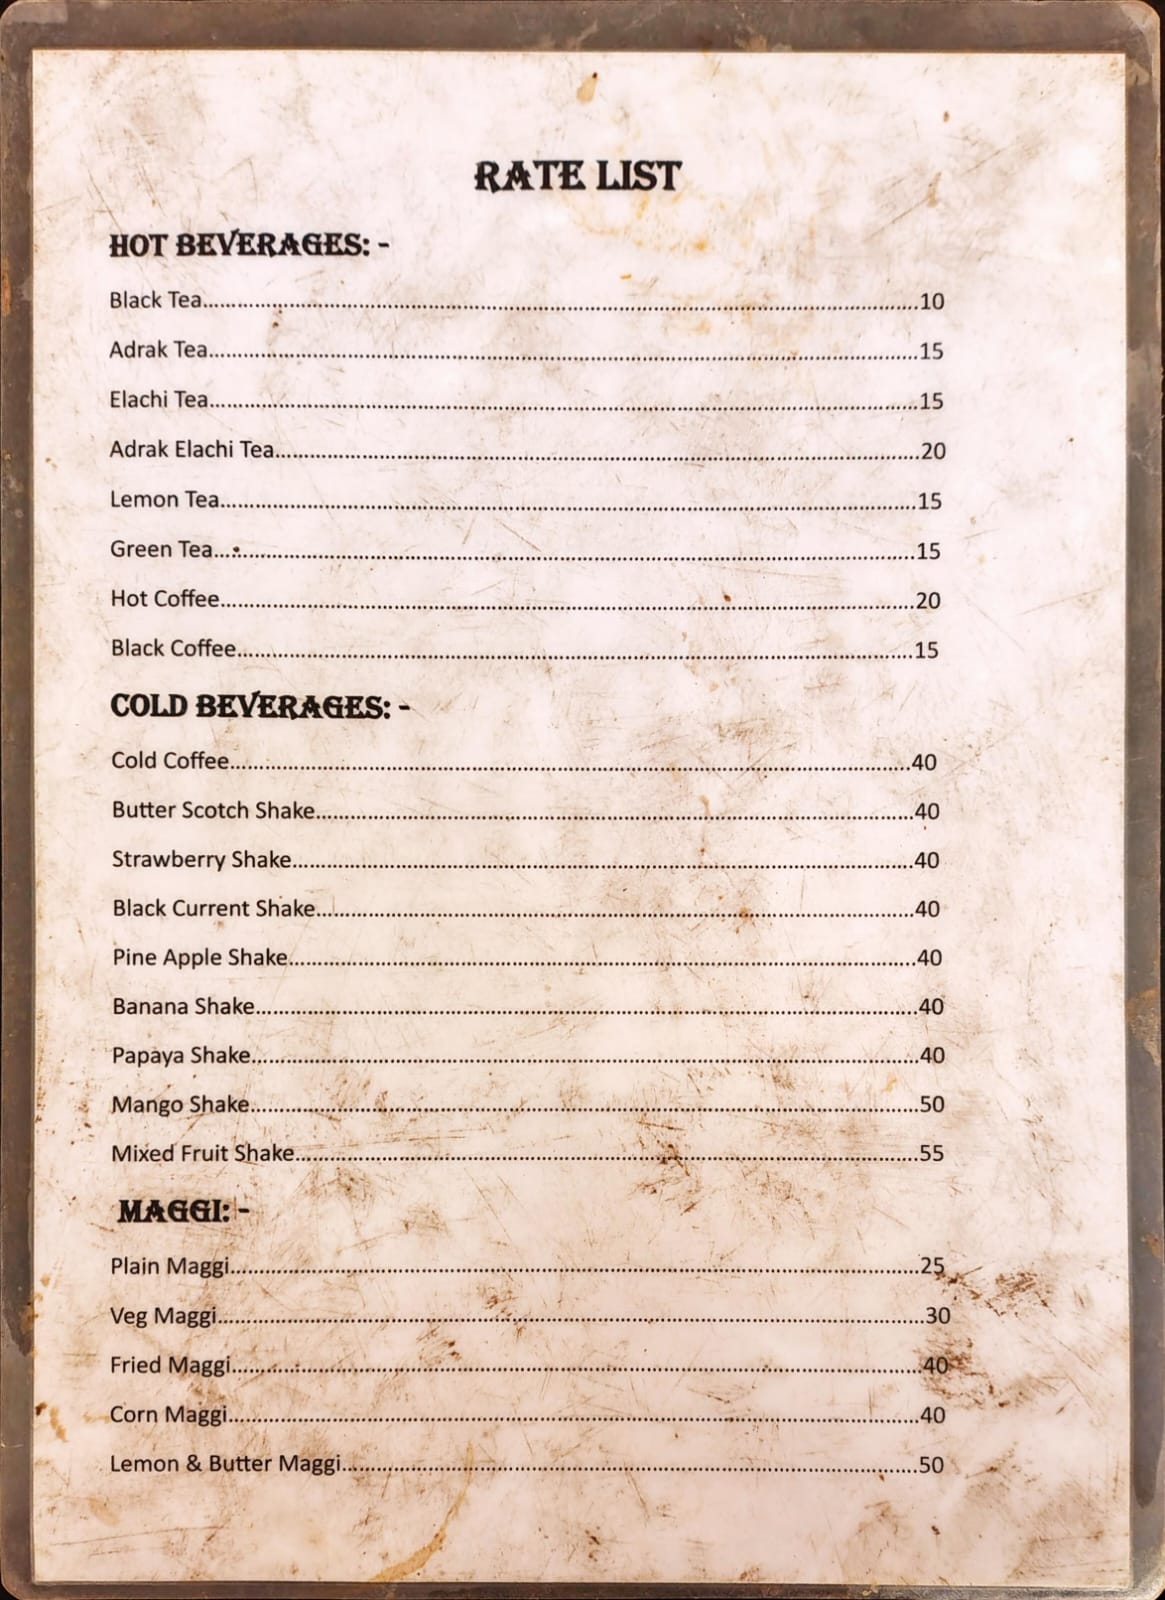 RATE LIST
HOT BEVERAGES: -
Black Tea..........10
Adrak Tea..........15
Elachi Tea..........15
Adrak Elachi Tea..........20
Lemon Tea..........15
Green Tea..........15
Hot Coffee..........20
Black Coffee..........15
COLD BEVERAGES: -
Cold Coffee..........40
Butter Scotch Shake..........40
Strawberry Shake..........40
Black Current Shake..........40
Pine Apple Shake..........40
Banana Shake..........40
Papaya Shake..........40
Mango Shake..........50
Mixed Fruit Shake..........55
MAGGI: -
Plain Maggi..........25
Veg Maggi..........30
Fried Maggi..........40
Corn Maggi..........40
Lemon & Butter Maggi..........50